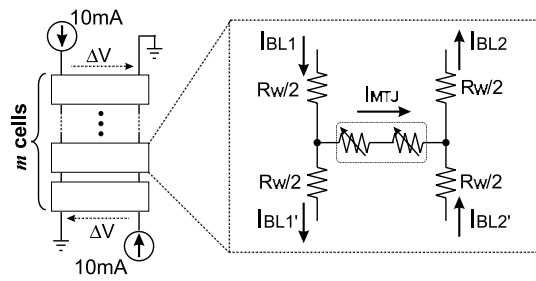 10mA
ΔV
m cells
ΔV
10mA
IBL1
IBL2
RW/2
RW/2
IMTJ
RW/2
RW/2
IBL1'
IBL2'